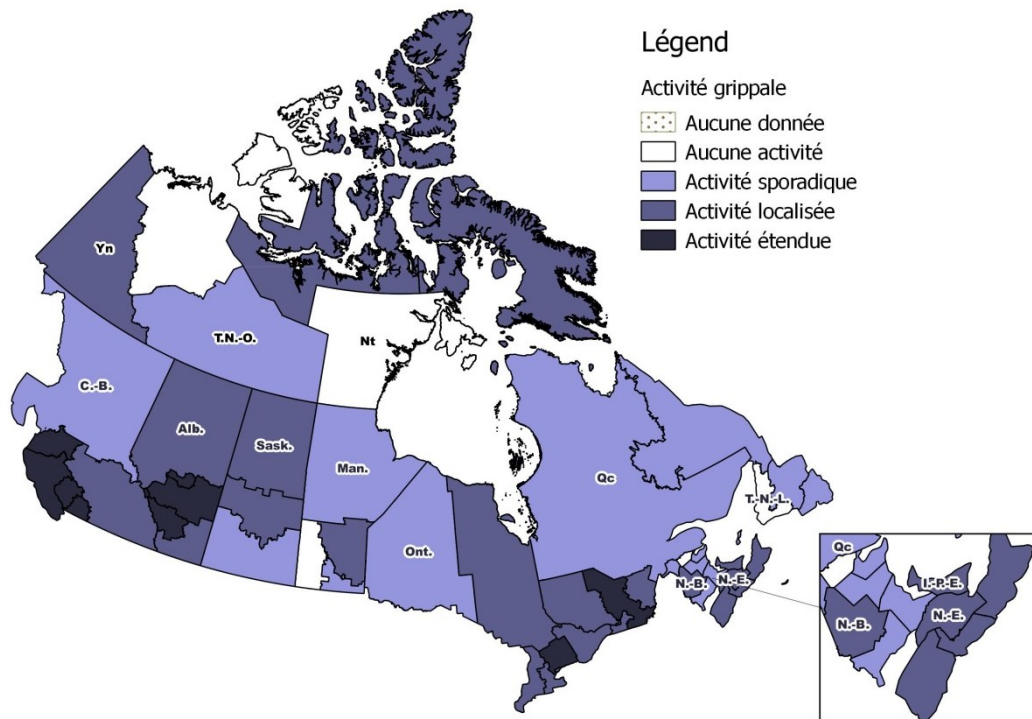 Légend
Activité grippale
Aucune donnée
Aucune activité
Activité sporadique
Activité localisée
Activité étendue
Yn
T.N.-O.
Nt
C.-B.
Alb.
Sask.
Man.
Qc
Ont.
T.-N.-L.
N.-B.
N.-E.
Qc
I.-P.-E.
N.-E.
N.-B.